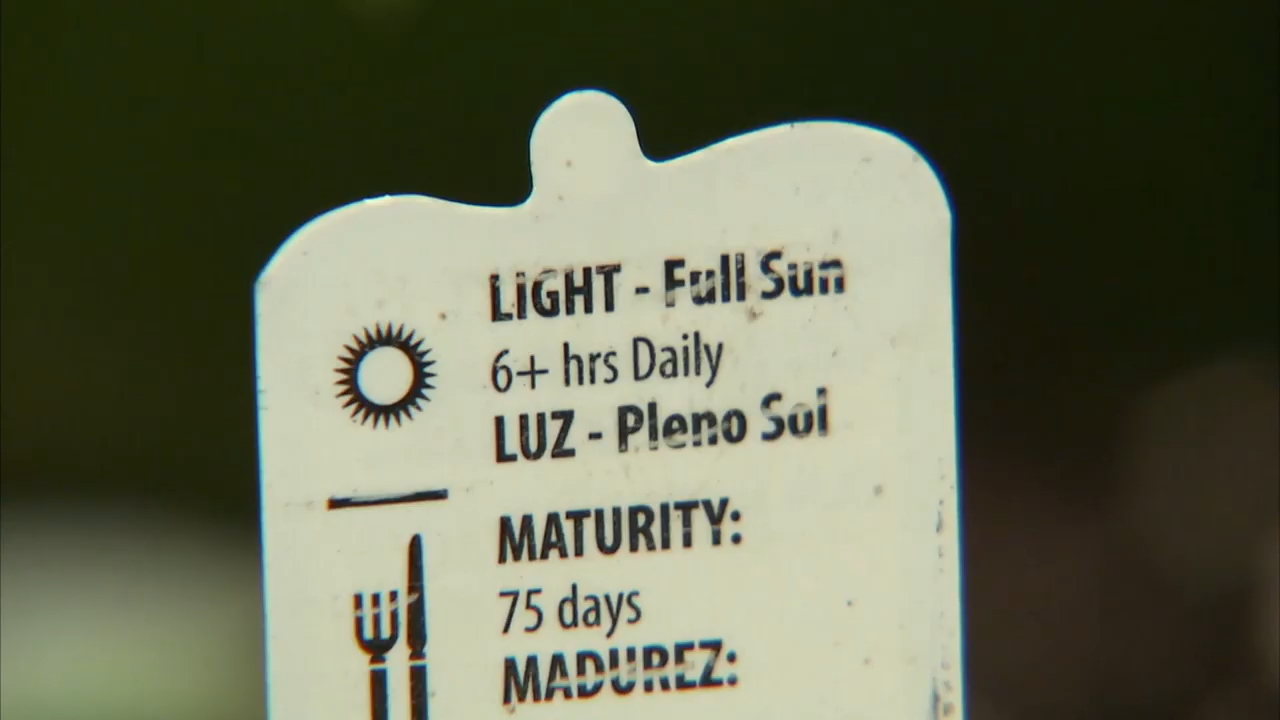 LIGHT - Full Sun
6+ hrs Daily
LUZ - Pleno Sol
MATURITY:
75 days
MADUREZ: